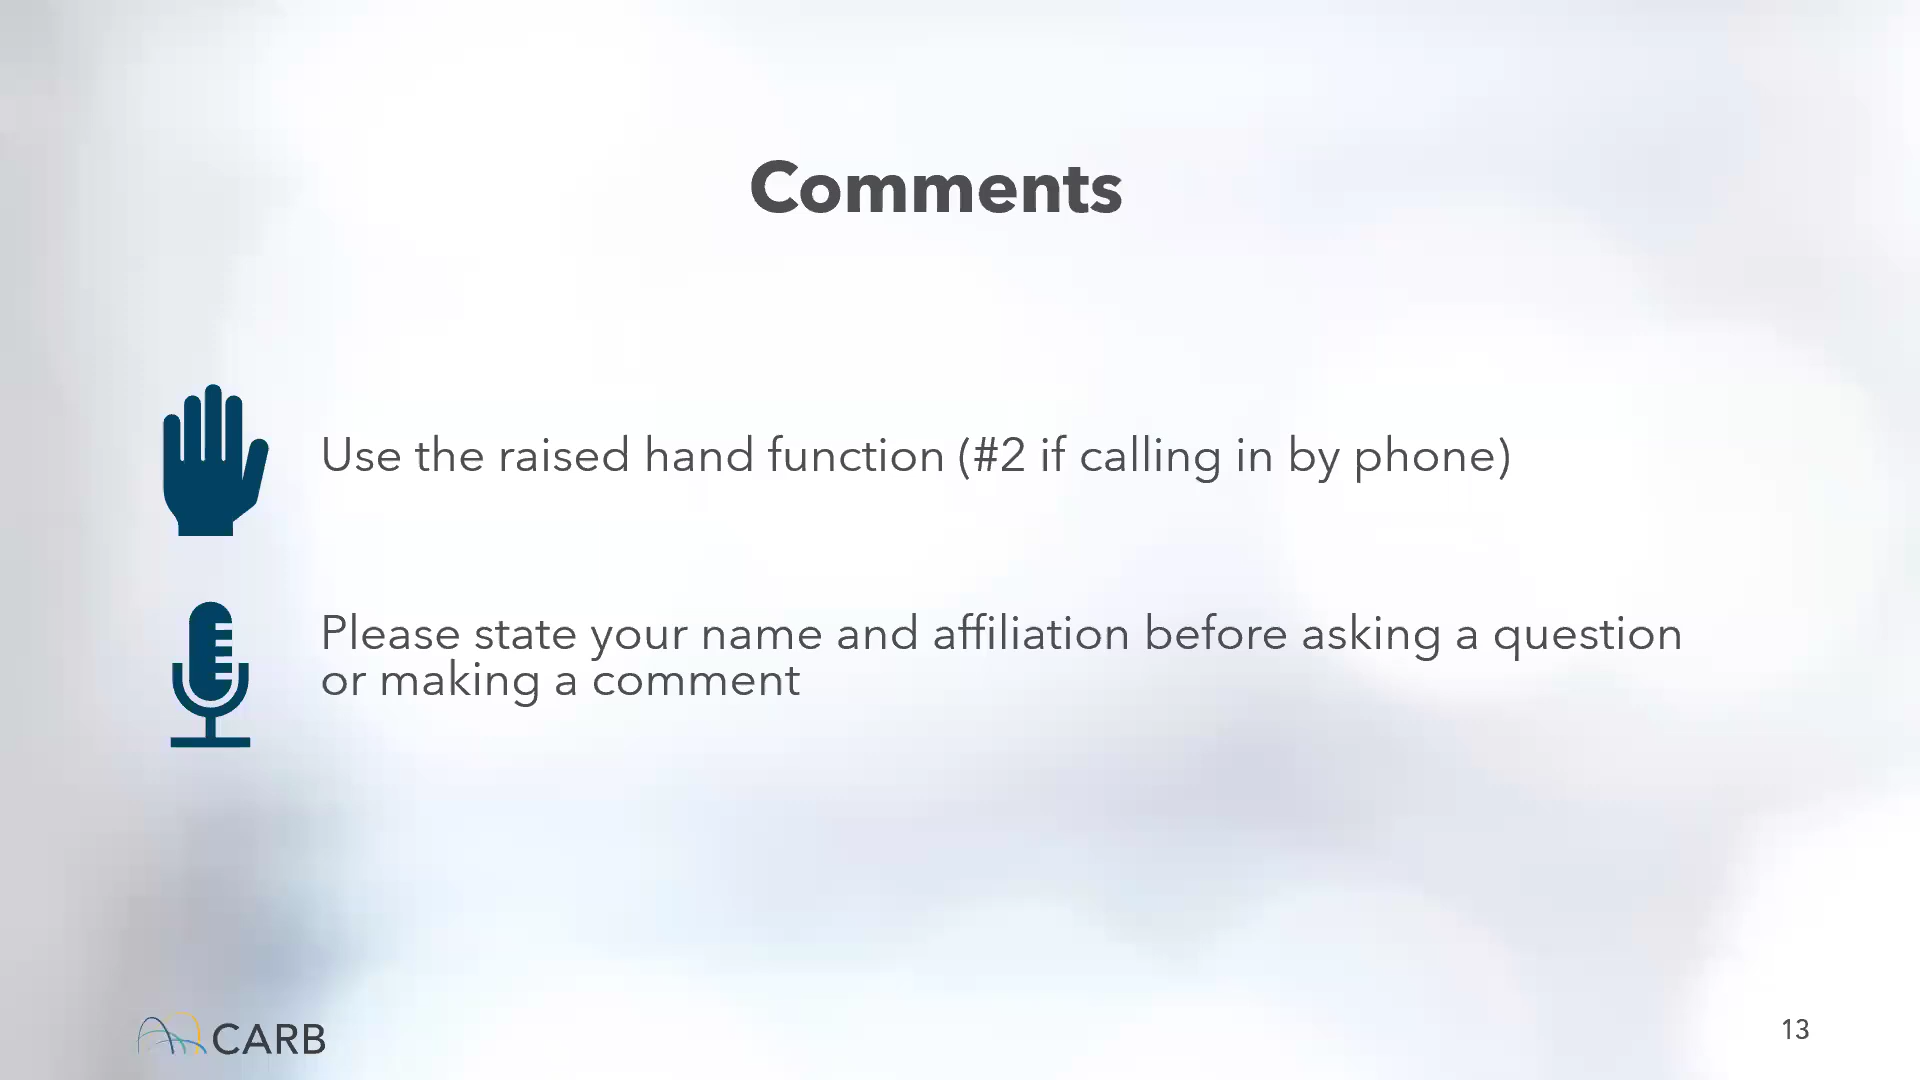 Comments
Use the raised hand function (#2 if calling in by phone)
Please state your name and affiliation before asking a question
or making a comment
CARB
13